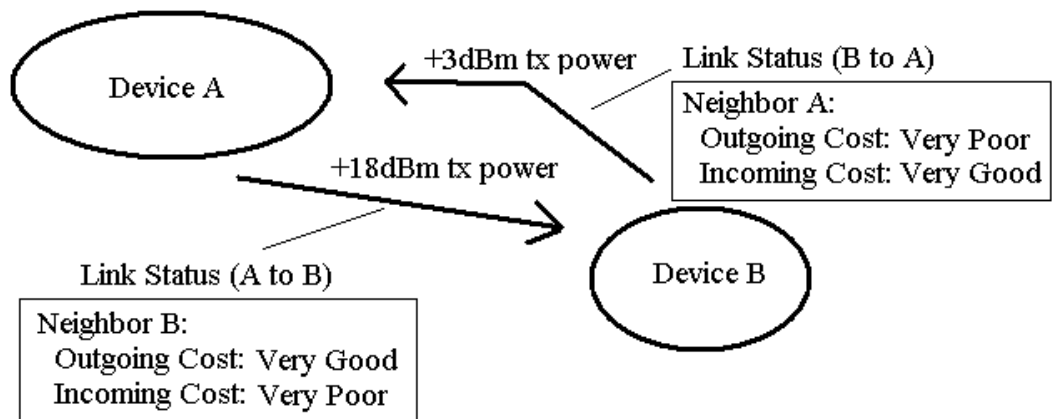 +3dBm tx power
Link Status (B to A)
Device A
Neighbor A:
Outgoing Cost: Very Poor
Incoming Cost: Very Good
+18dBm tx power
Link Status (A to B)
Device B
Neighbor B:
Outgoing Cost: Very Good
Incoming Cost: Very Poor